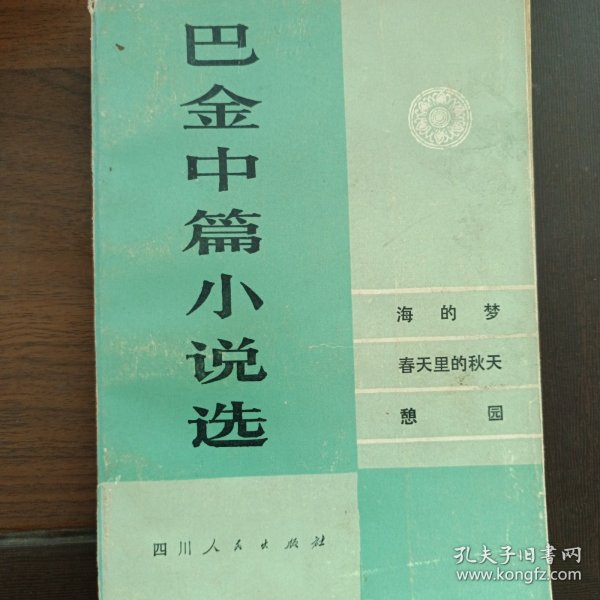 巴金中篇小说选
海的梦
春天里的秋天
憩园
四川人民出版社
孔夫子旧书网
www.kongfz.com